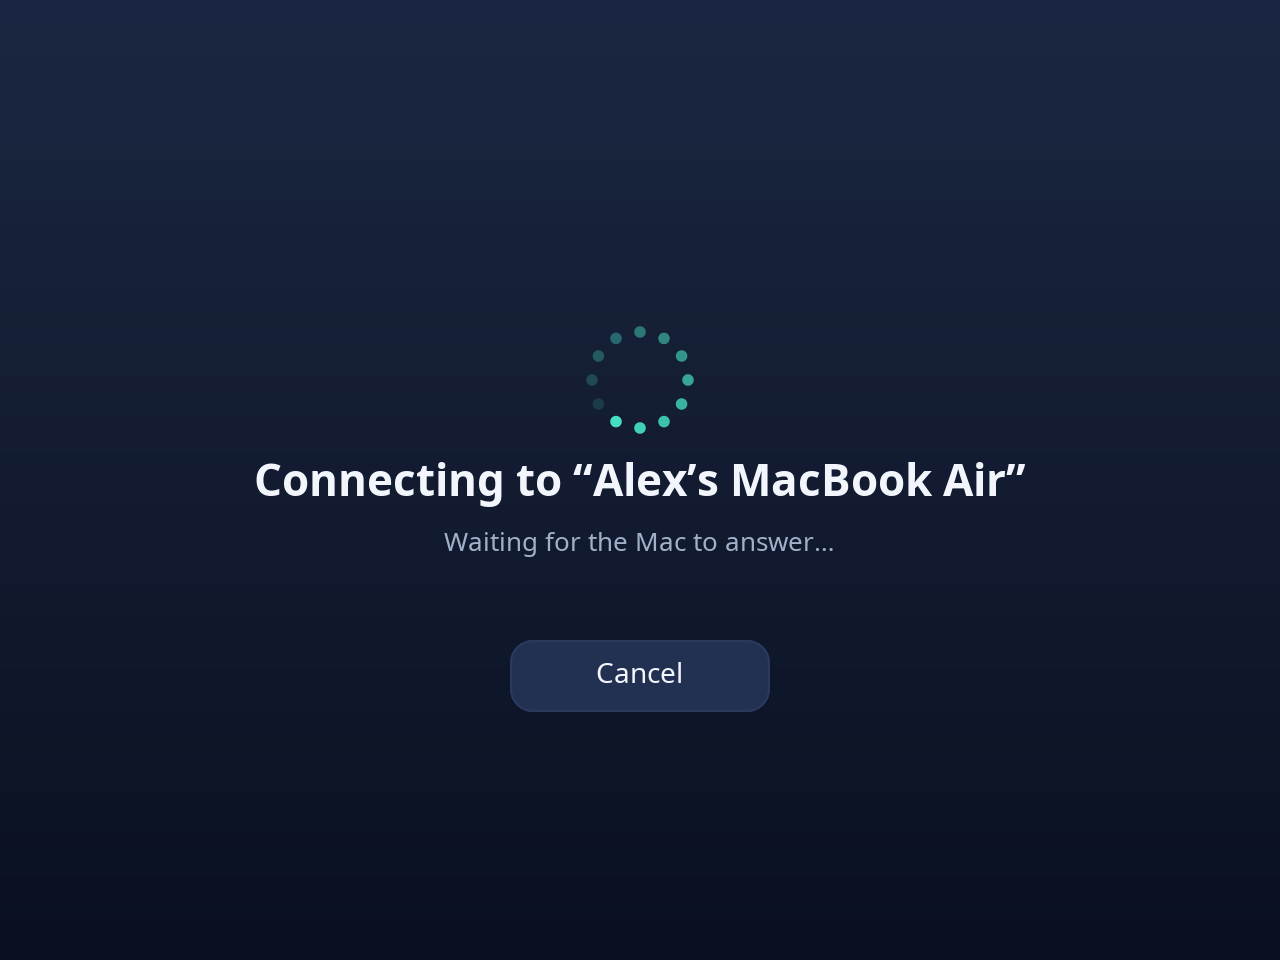 Connecting to “Alex’s MacBook Air”
Waiting for the Mac to answer...
Cancel